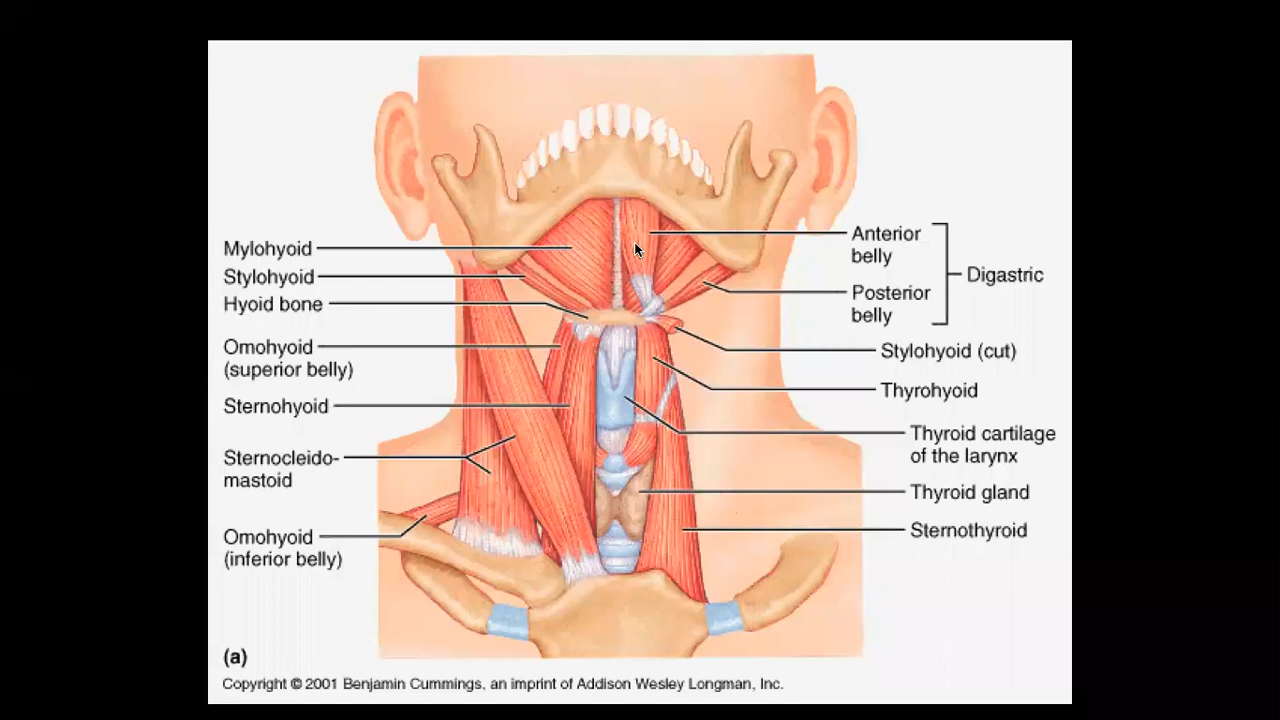 Mylohyoid
Stylohyoid
Hyoid bone
Omohyoid
(superior belly)
Sternohyoid
Sternocleido-
mastoid
Omohyoid
(inferior belly)
Anterior
belly
Posterior
belly
Digastric
Stylohyoid (cut)
Thyrohyoid
Thyroid cartilage
of the larynx
Thyroid gland
Sternothyroid
(a)
Copyright © 2001 Benjamin Cummings, an imprint of Addison Wesley Longman, Inc.